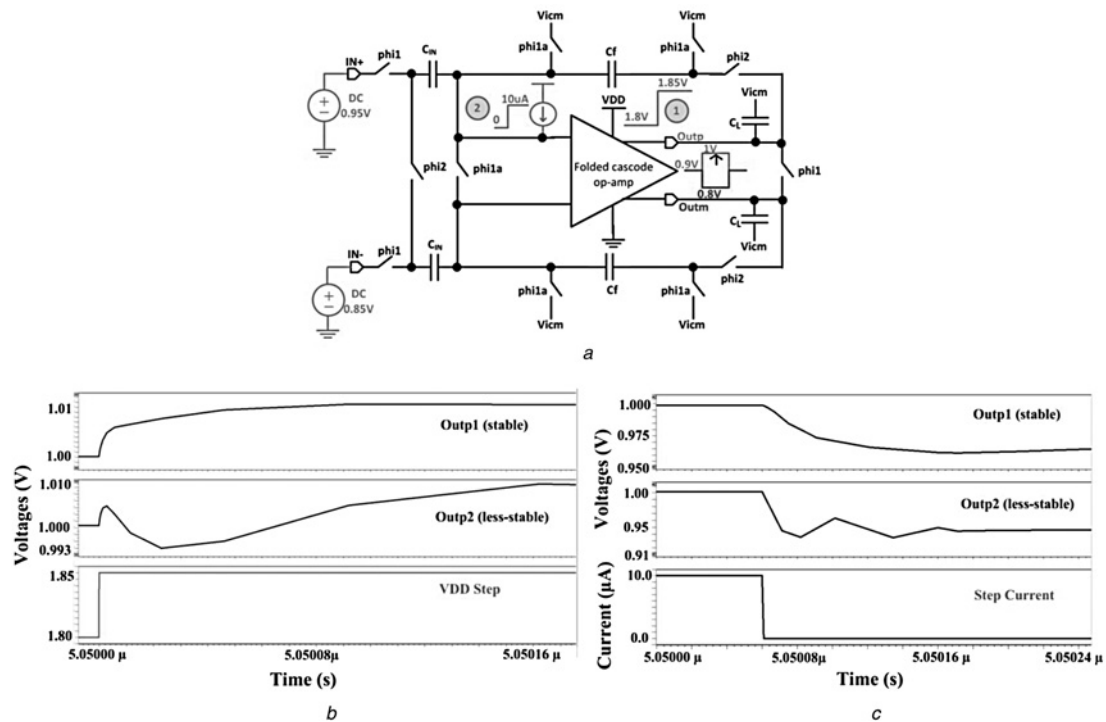 Vicm
Vicm
phi1a
phi1a
phi2
IN+
phi1
C_IN
Cf
1.85V
DC
0.95V
2
10uA
0
VDD
1.8V
1
Vicm
C_L
Outp
phi2
phi1a
Folded cascode
op-amp
0.9V
1V
0.8V
phi1
Outm
C_L
Vicm
IN-
phi1
C_IN
Cf
phi2
DC
0.85V
phi1a
phi1a
Vicm
Vicm
a
Voltages (V)
1.01
1.00
Outp1 (stable)
1.010
1.000
0.993
Outp2 (less-stable)
1.85
1.80
VDD Step
5.05000 µ
5.05008µ
5.05016 µ
Time (s)
b
Voltages (V)
1.000
0.975
0.950
Outp1 (stable)
1.00
0.95
0.91
Outp2 (less-stable)
Current (µA)
10.0
0.0
Step Current
5.05000 µ
5.05008 µ
5.05016 µ
5.05024 µ
Time (s)
c